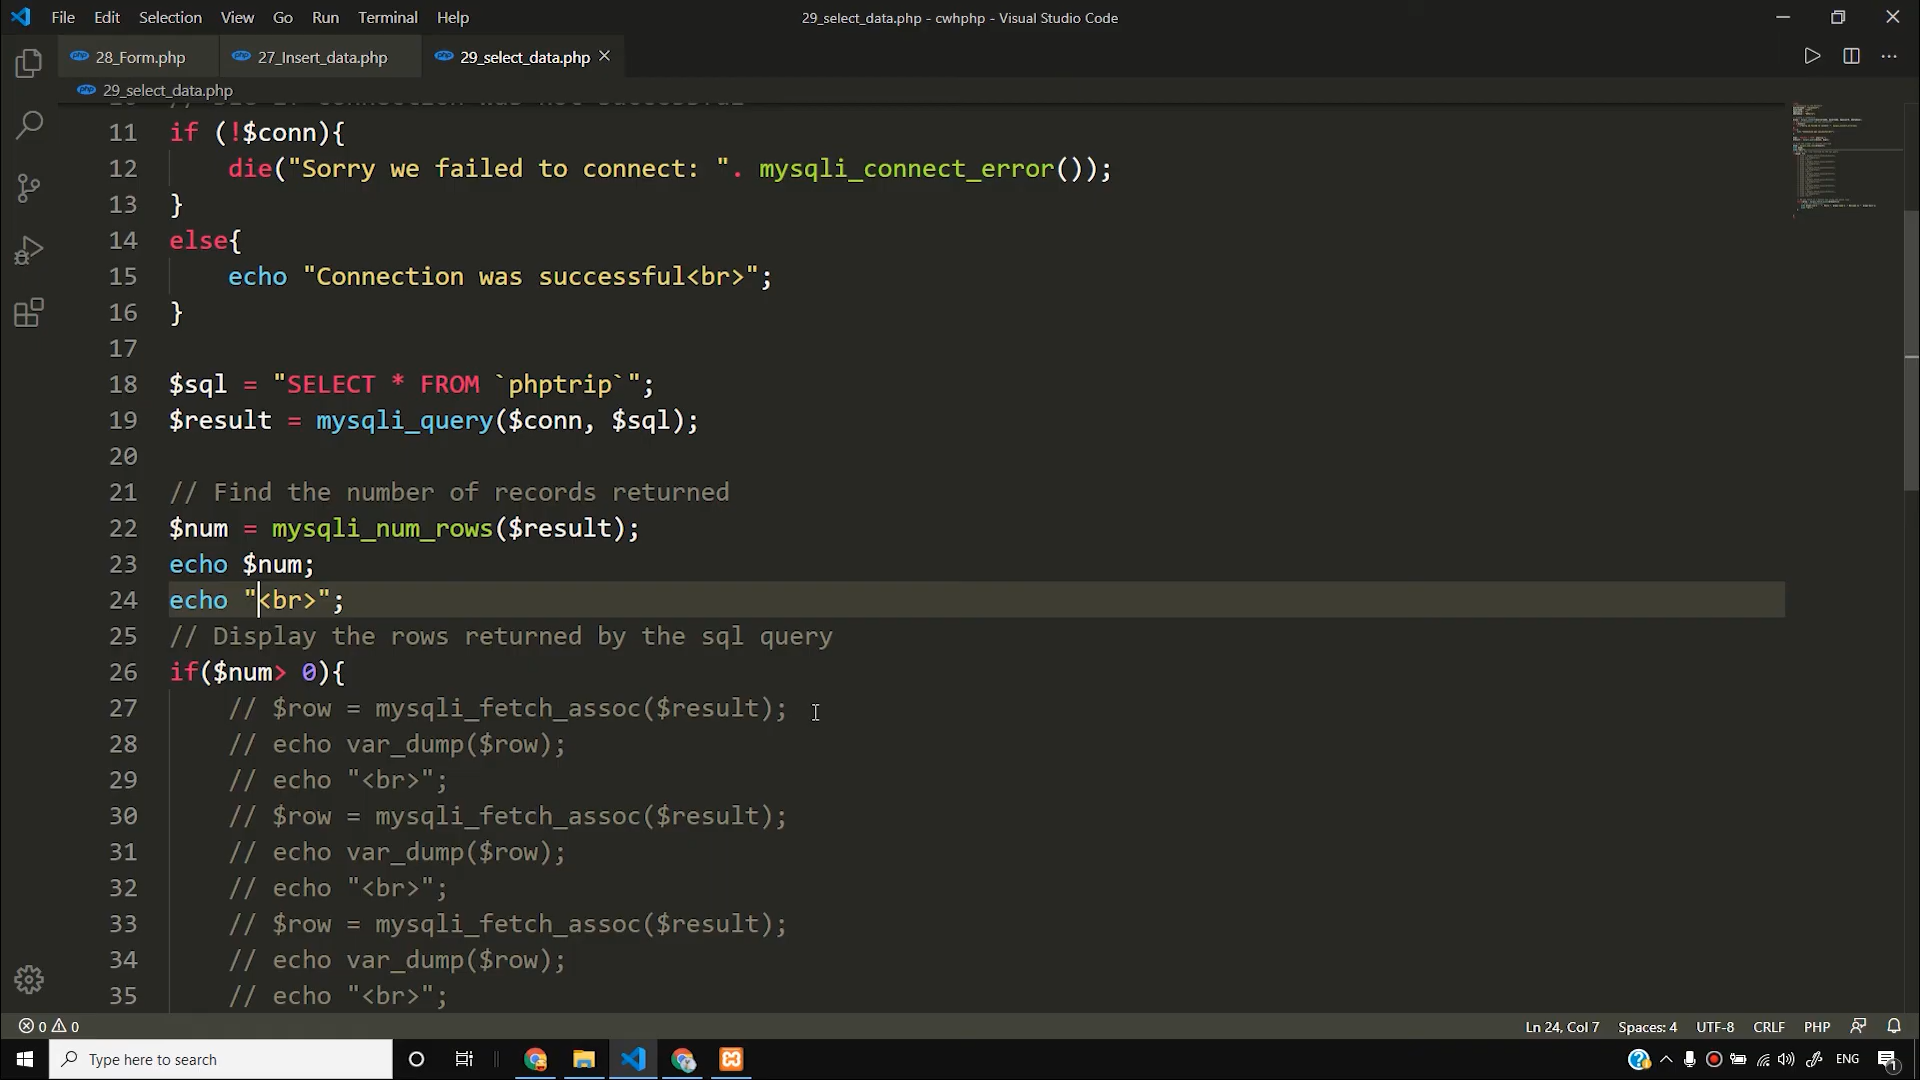 File Edit Selection View Go Run Terminal Help
29_select_data.php - cwhphp - Visual Studio Code
28_Form.php
27_Insert_data.php
29_select_data.php
29_select_data.php
11 if (!$conn){
12 die("Sorry we failed to connect: ". mysqli_connect_error());
13 }
14 else{
15 echo "Connection was successful<br>";
16 }
17
18 $sql = "SELECT * FROM `phptrip`";
19 $result = mysqli_query($conn, $sql);
20
21 // Find the number of records returned
22 $num = mysqli_num_rows($result);
23 echo $num;
24 echo "<br>";
25 // Display the rows returned by the sql query
26 if($num> 0){
27 // $row = mysqli_fetch_assoc($result);
28 // echo var_dump($row);
29 // echo "<br>";
30 // $row = mysqli_fetch_assoc($result);
31 // echo var_dump($row);
32 // echo "<br>";
33 // $row = mysqli_fetch_assoc($result);
34 // echo var_dump($row);
35 // echo "<br>";
0 0
Ln 24, Col 7 Spaces: 4 UTF-8 CRLF PHP
Type here to search
ENG
1